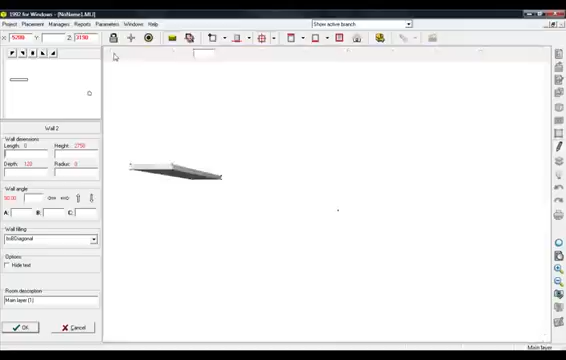 1992 for Windows - [NoName1.MLI]
Project Placement Managers Reports Parameters Windows Help
Show active branch
X: -5200 Y: Z: 3150
Wall 2
Wall dimensions
Length: 0 Height: 2750
Depth: 120 Radius: 0
Wall angle
90.00
A: B: C:
Wall filling
Options:
Hide text
Room description
Main layer (1)
OK Cancel
Main layer